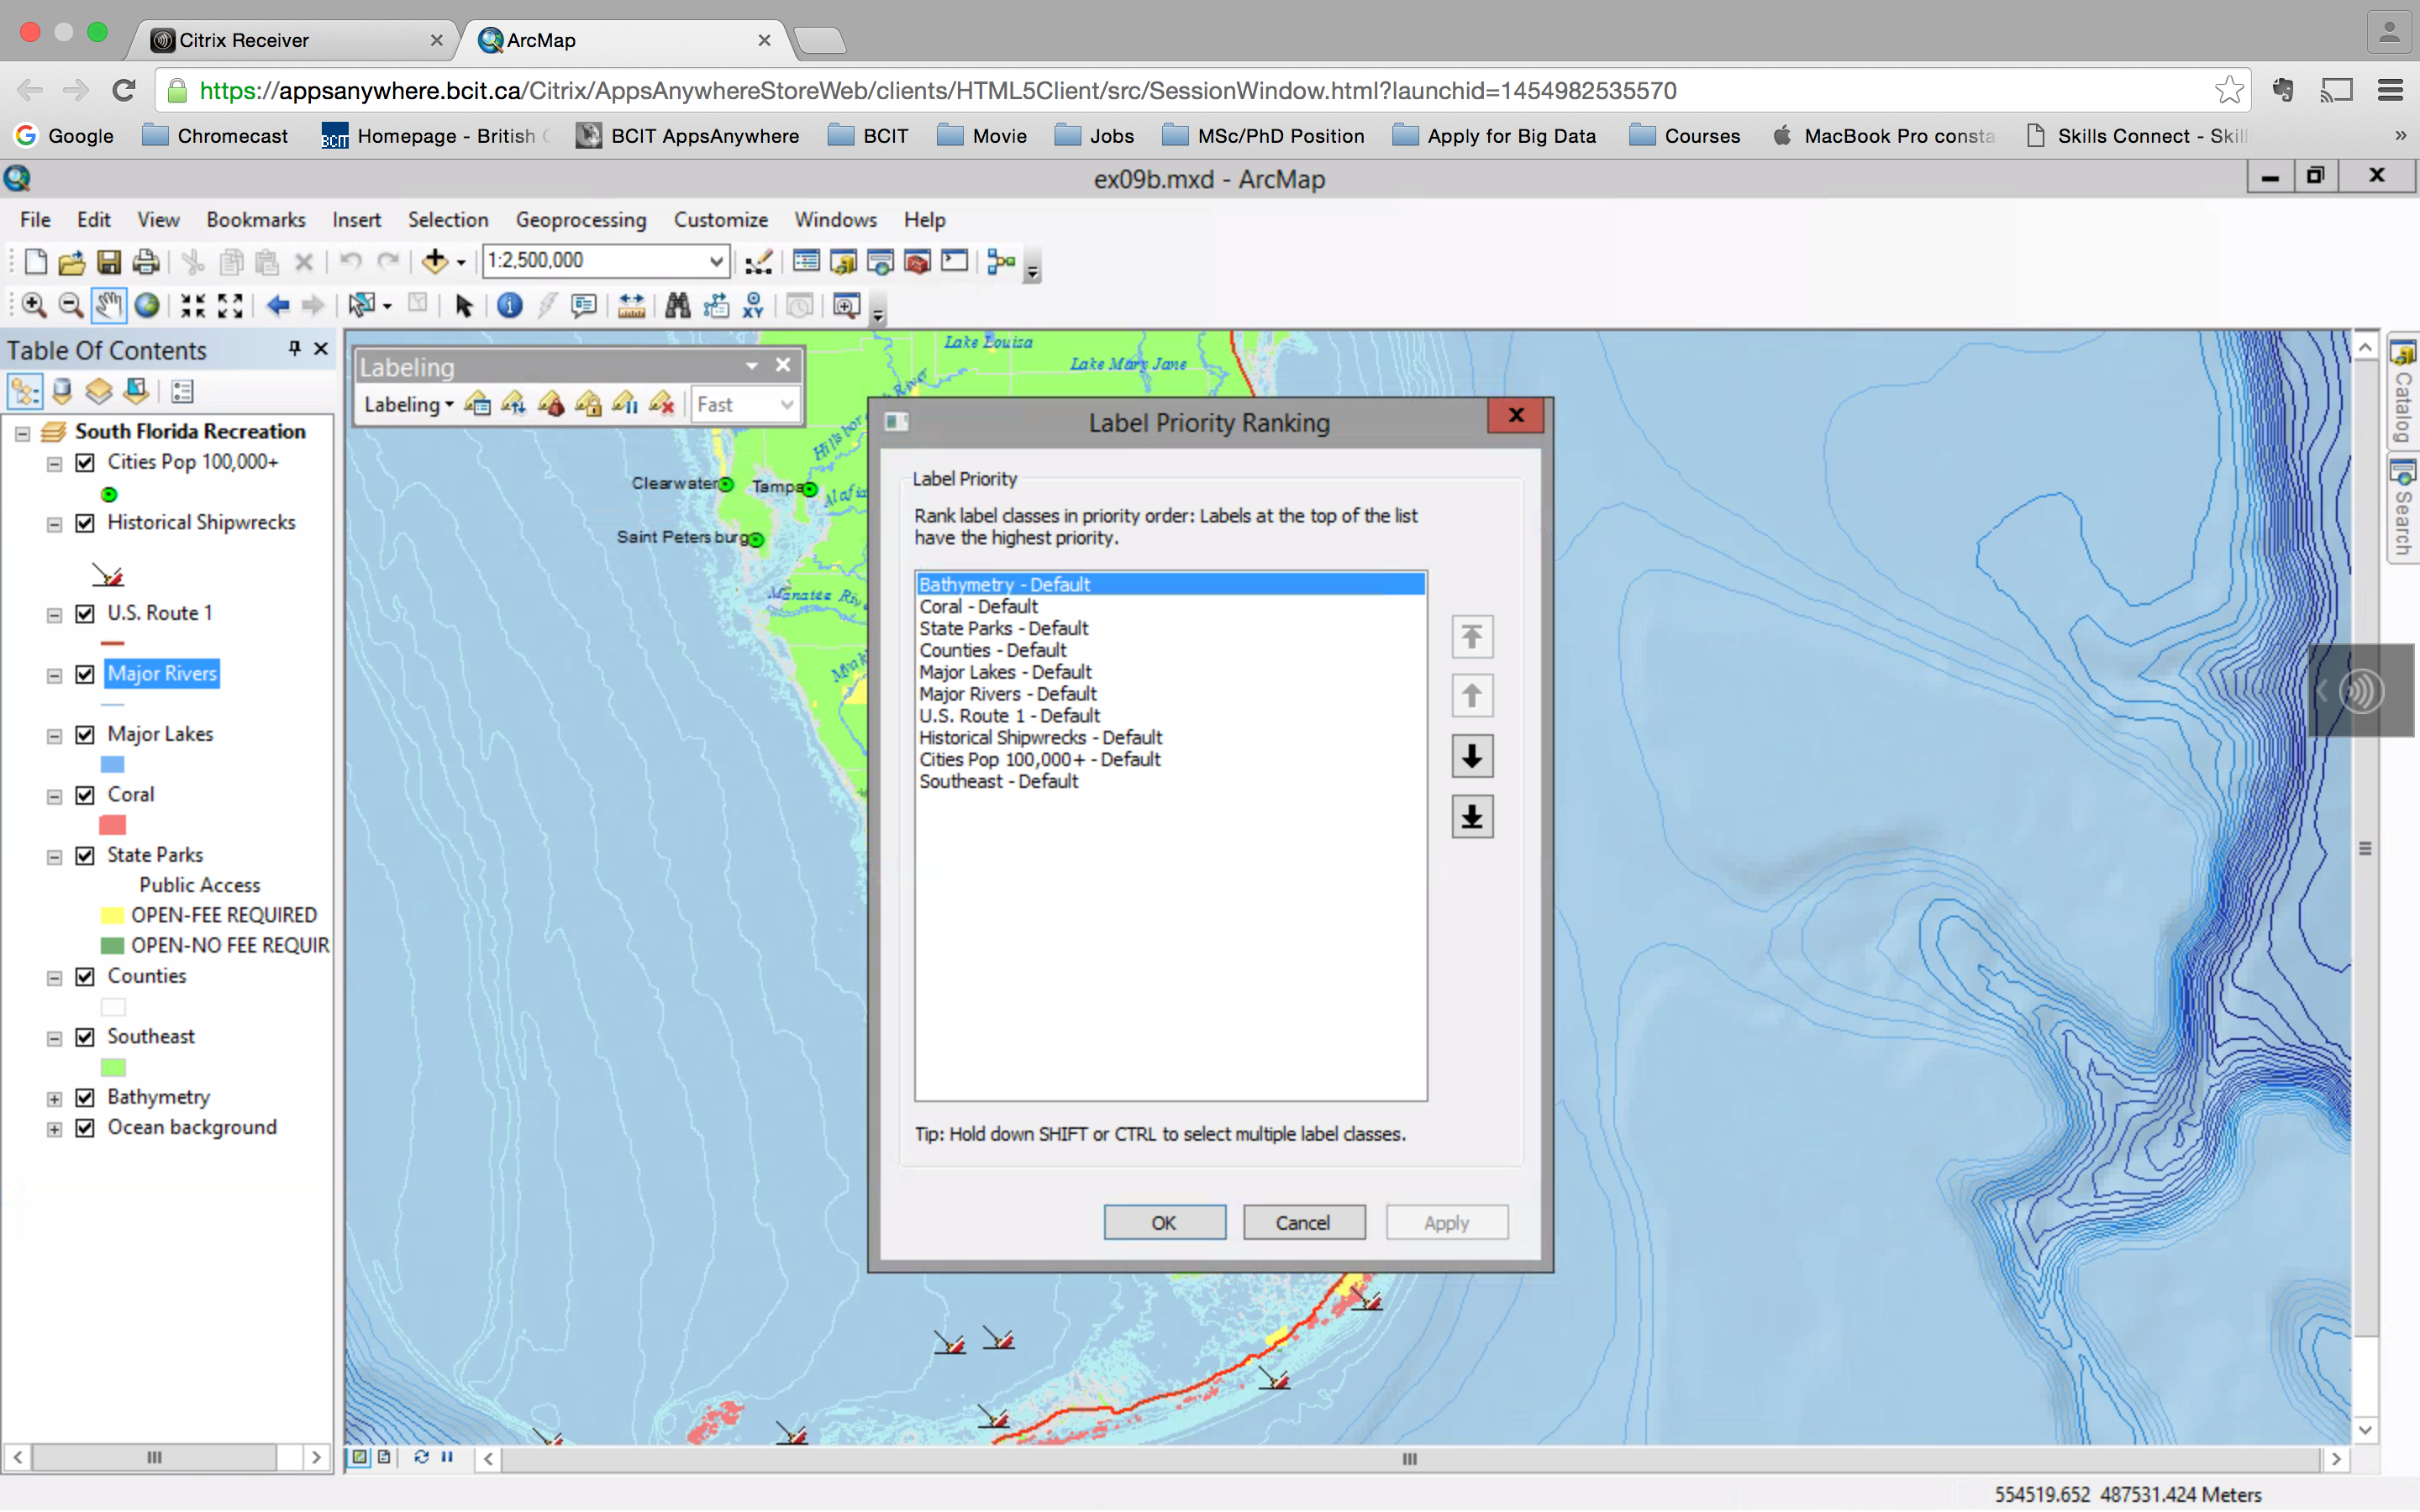 Citrix Receiver
ArcMap
https://appsanywhere.bcit.ca/Citrix/AppsAnywhereStoreWeb/clients/HTML5Client/src/SessionWindow.html?launchid=1454982535570
Google Chromecast Homepage - British BCIT AppsAnywhere BCIT Movie Jobs MSc/PhD Position Apply for Big Data Courses MacBook Pro Skills Connect -
ex09b.mxd - ArcMap
File Edit View Bookmarks Insert Selection Geoprocessing Customize Windows Help
1:2,500,000
Table Of Contents
South Florida Recreation
Cities Pop 100,000+
Historical Shipwrecks
U.S. Route 1
Major Rivers
Major Lakes
Coral
State Parks
Public Access
OPEN-FEE REQUIRED
OPEN-NO FEE REQUIR
Counties
Southeast
Bathymetry
Ocean background
Labeling
Labeling Fast
Lake Louisa
Lake Mary Jane
River
Clearwater
Tampa
Saint Petersburg
Manatee
Label Priority Ranking
Label Priority
Rank label classes in priority order: Labels at the top of the list
have the highest priority.
Bathymetry - Default
Coral - Default
State Parks - Default
Counties - Default
Major Lakes - Default
Major Rivers - Default
U.S. Route 1 - Default
Historical Shipwrecks - Default
Cities Pop 100,000+ - Default
Southeast - Default
Tip: Hold down SHIFT or CTRL to select multiple label classes.
OK Cancel Apply
Catalog
Search
554519.652 487531.424 Meters